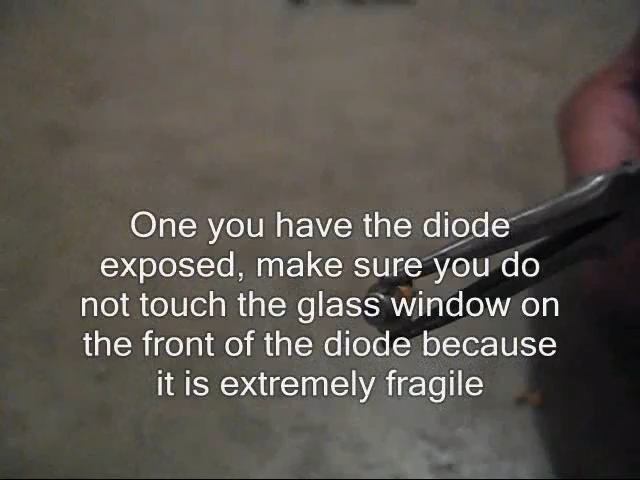 One you have the diode
exposed, make sure you do
not touch the glass window on
the front of the diode because
it is extremely fragile